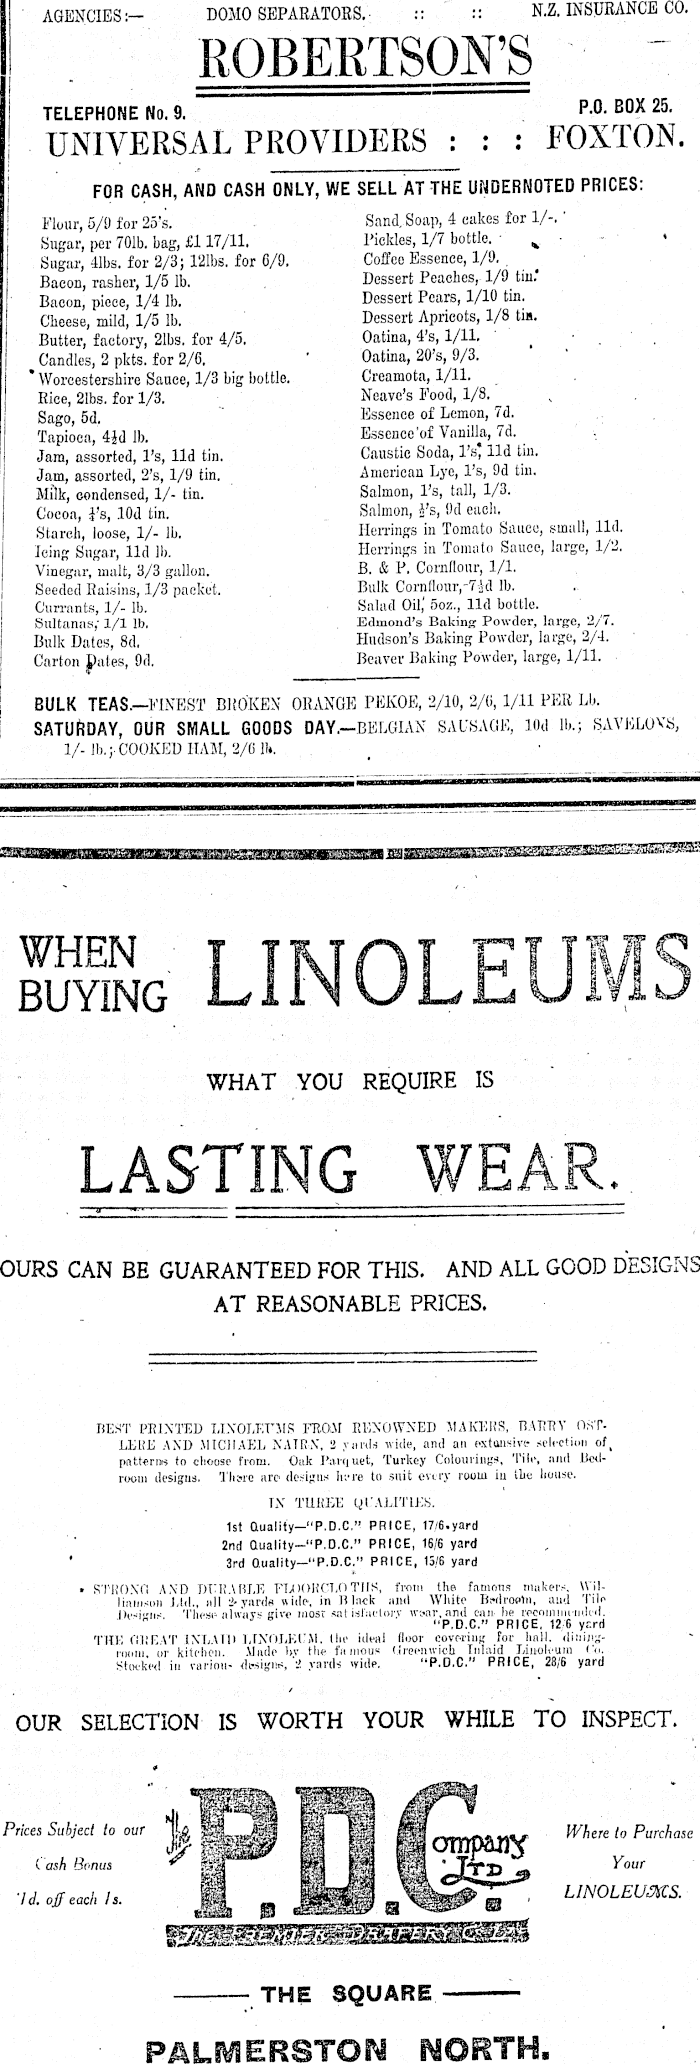 AGENCIES:— DOMO SEPARATORS. :: :: N.Z. INSURANCE CO.
ROBERTSON'S
TELEPHONE No. 9. P.O. BOX 25.
UNIVERSAL PROVIDERS : : : FOXTON.
FOR CASH, AND CASH ONLY, WE SELL AT THE UNDERNOTED PRICES:
Flour, 5/9 for 25's.
Sugar, per 70lb. bag, £1 17/11.
Sugar, 4lbs. for 2/3; 12lbs. for 6/9.
Bacon, rasher, 1/5 lb.
Bacon, piece, 1/4 lb.
Cheese, mild, 1/5 lb.
Butter, factory, 2lbs. for 4/5.
Candles, 2 pkts. for 2/6.
Worcestershire Sauce, 1/3 big bottle.
Rice, 2lbs. for 1/3.
Sago, 5d.
Tapioca, 4½d lb.
Jam, assorted, 1's, 11d tin.
Jam, assorted, 2's, 1/9 tin.
Milk, condensed, 1/- tin.
Cocoa, ¼'s, 10d tin.
Starch, loose, 1/- lb.
Icing Sugar, 11d lb.
Vinegar, malt, 3/3 gallon.
Seeded Raisins, 1/3 packet.
Currants, 1/- lb.
Sultanas, 1/1 lb.
Bulk Dates, 8d.
Carton Dates, 9d.
Sand Soap, 4 cakes for 1/-.
Pickles, 1/7 bottle.
Coffee Essence, 1/9.
Dessert Peaches, 1/9 tin.
Dessert Pears, 1/10 tin.
Dessert Apricots, 1/8 tin.
Oatina, 4's, 1/11.
Oatina, 20's, 9/3.
Creamota, 1/11.
Neave's Food, 1/8.
Essence of Lemon, 7d.
Essence of Vanilla, 7d.
Caustic Soda, 1's, 11d tin.
American Lye, 1's, 9d tin.
Salmon, 1's, tall, 1/3.
Salmon, ½'s, 9d each.
Herrings in Tomato Sauce, small, 11d.
Herrings in Tomato Sauce, large, 1/2.
B. & P. Cornflour, 1/1.
Bulk Cornflour, 7½d lb.
Salad Oil, 5oz., 11d bottle.
Edmond's Baking Powder, large, 2/7.
Hudson's Baking Powder, large, 2/4.
Beaver Baking Powder, large, 1/11.
BULK TEAS.—FINEST BROKEN ORANGE PEKOE, 2/10, 2/6, 1/11 PER Lb.
SATURDAY, OUR SMALL GOODS DAY.—BELGIAN SAUSAGE, 10d lb.; SAVELOYS,
1/- lb.; COOKED HAM, 2/6 lb.
WHEN BUYING LINOLEUMS
WHAT YOU REQUIRE IS
LASTING WEAR.
OURS CAN BE GUARANTEED FOR THIS. AND ALL GOOD DESIGNS
AT REASONABLE PRICES.
BEST PRINTED LINOLEUMS FROM RENOWNED MAKERS, BARRY OST-
LERE AND MICHAEL NAIRN, 2 yards wide, and an extensive selection of
patterns to choose from. Oak Parquet, Turkey Colourings, Tile, and Bed-
room designs. There are designs here to suit every room in the house.
IN THREE QUALITIES.
1st Quality—"P.D.C." PRICE, 17/6 yard
2nd Quality—"P.D.C." PRICE, 16/6 yard
3rd Quality—"P.D.C." PRICE, 15/6 yard
STRONG AND DURABLE FLOORCLOTHS, from the famous makers, Wil-
liamson Ltd., all 2 yards wide, in Black and White Bedroom, and Tile
Designs. These always give most satisfactory wear, and can be recommended.
"P.D.C." PRICE, 12/6 yard
THE GREAT INLAID LINOLEUM, the ideal floor covering for hall, dining-
room, or kitchen. Made by the famous Greenwich Inlaid Linoleum Co.
Stocked in various designs, 2 yards wide. "P.D.C." PRICE, 28/6 yard
OUR SELECTION IS WORTH YOUR WHILE TO INSPECT.
Prices Subject to our
Cash Bonus
1d. off each 1s.
The P.D.C. Company LTD
THE PREMIER DRAPERY Co Ltd
Where to Purchase
Your
LINOLEUMS.
THE SQUARE
PALMERSTON NORTH.